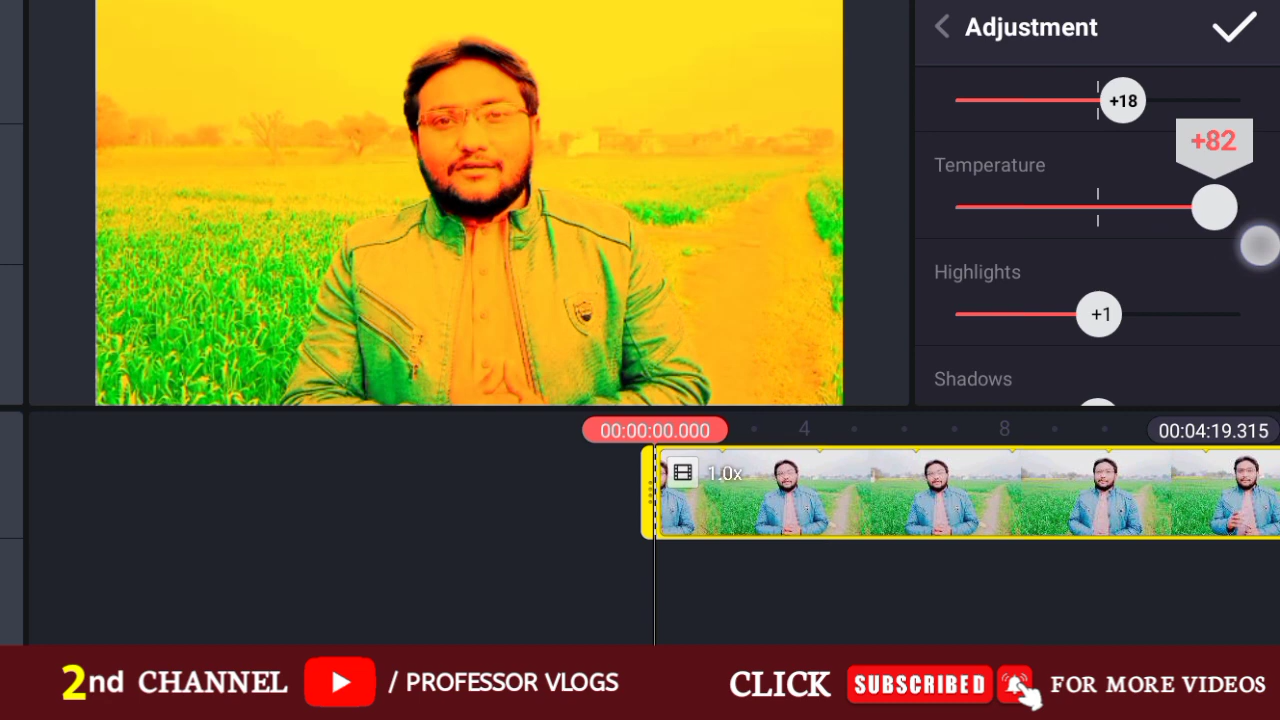 Adjustment
+18
+82
Temperature
Highlights
+1
Shadows
00:00:00.000
4
8
00:04:19.315
1.0x
2nd CHANNEL / PROFESSOR VLOGS CLICK SUBSCRIBED FOR MORE VIDEOS